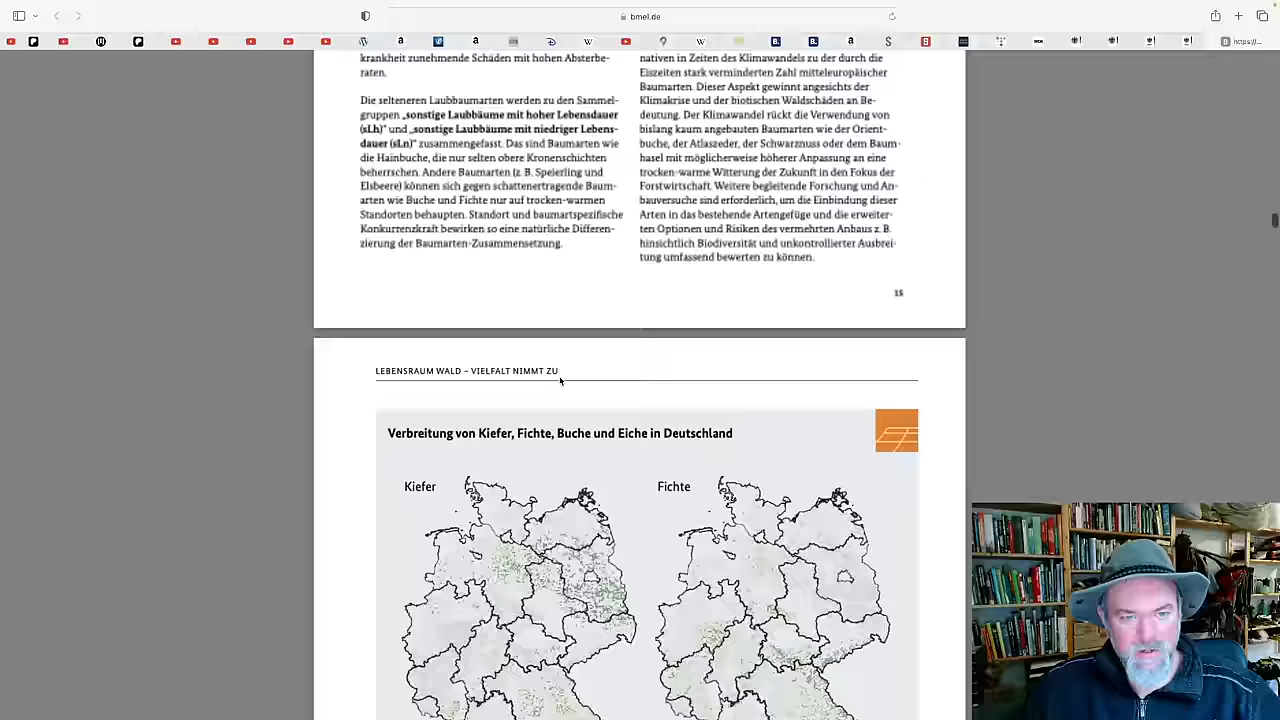 bmel.de
https://...
krankheit zunehmende Schäden mit hohen Absterbe-
raten.
Die selteneren Laubbaumarten werden zu den Sammel-
gruppen „sonstige Laubbäume mit hoher Lebensdauer
(sLh)“ und „sonstige Laubbäume mit niedriger Lebens-
dauer (sLn)“ zusammengefasst. Das sind Baumarten wie
die Hainbuche, die nur selten obere Kronenschichten
beherrschen. Andere Baumarten (z. B. Speierling und
Elsbeere) können sich gegen schattenertragende Baum-
arten wie Buche und Fichte nur auf trocken-warmen
Standorten behaupten. Standort und baumartspezifische
Konkurrenzkraft bewirken so eine natürliche Differen-
zierung der Baumarten-Zusammensetzung.
nativen in Zeiten des Klimawandels zu der durch die
Eiszeiten stark verminderten Zahl mitteleuropäischer
Baumarten. Dieser Aspekt gewinnt angesichts der
Klimakrise und der biotischen Waldschäden an Be-
deutung. Der Klimawandel rückt die Verwendung von
bislang kaum angebauten Baumarten wie der Orient-
buche, der Atlaszeder, der Schwarznuss oder dem Baum-
hasel mit möglicherweise höherer Anpassung an eine
trocken-warme Witterung der Zukunft in den Fokus der
Forstwirtschaft. Weitere begleitende Forschung und An-
bauversuche sind erforderlich, um die Einbindung dieser
Arten in das bestehende Artengefüge und die erweiter-
ten Optionen und Risiken des vermehrten Anbaus z. B.
hinsichtlich Biodiversität und unkontrollierter Ausbrei-
tung umfassend bewerten zu können.
15
LEBENSRAUM WALD – VIELFALT NIMMT ZU
Verbreitung von Kiefer, Fichte, Buche und Eiche in Deutschland
Kiefer
Fichte